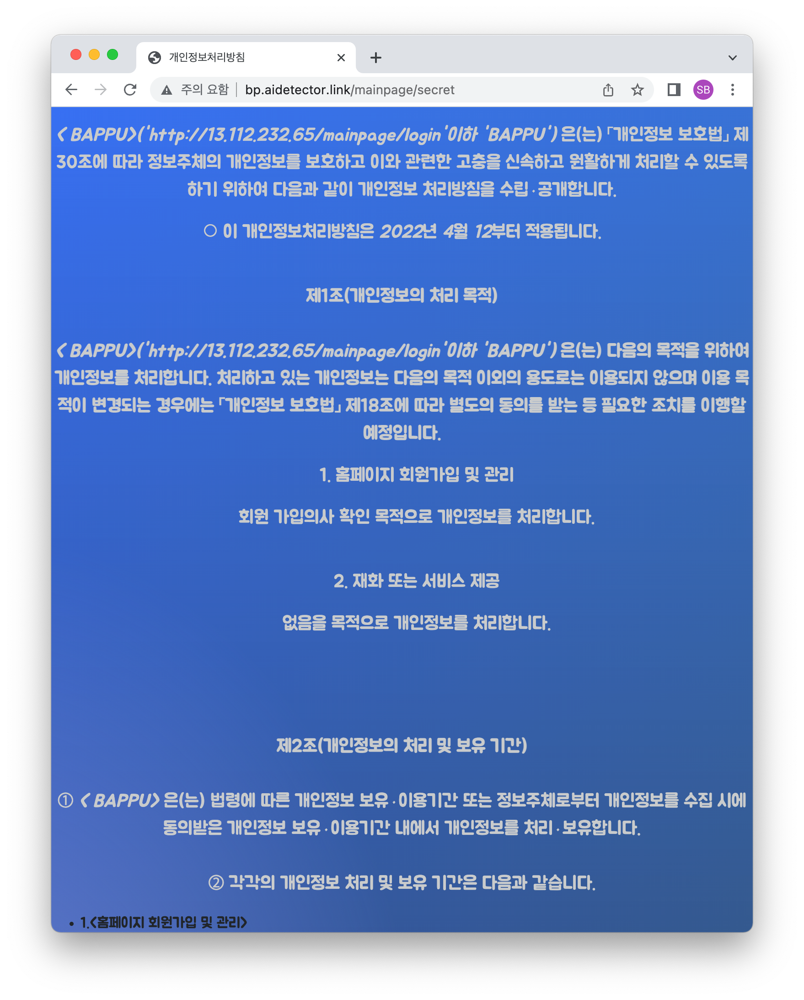 개인정보처리방침
주의 요함 bp.aidetector.link/mainpage/secret
SB
< BAPPU>('http://13.112.232.65/mainpage/login'이하 'BAPPU') 은(는) 「개인정보 보호법」 제
30조에 따라 정보주체의 개인정보를 보호하고 이와 관련한 고충을 신속하고 원활하게 처리할 수 있도록
하기 위하여 다음과 같이 개인정보 처리방침을 수립·공개합니다.
○ 이 개인정보처리방침은 2022년 4월 12부터 적용됩니다.
제1조(개인정보의 처리 목적)
< BAPPU>('http://13.112.232.65/mainpage/login'이하 'BAPPU') 은(는) 다음의 목적을 위하여
개인정보를 처리합니다. 처리하고 있는 개인정보는 다음의 목적 이외의 용도로는 이용되지 않으며 이용 목
적이 변경되는 경우에는 「개인정보 보호법」 제18조에 따라 별도의 동의를 받는 등 필요한 조치를 이행할
예정입니다.
1. 홈페이지 회원가입 및 관리
회원 가입의사 확인 목적으로 개인정보를 처리합니다.
2. 재화 또는 서비스 제공
없음을 목적으로 개인정보를 처리합니다.
제2조(개인정보의 처리 및 보유 기간)
① < BAPPU> 은(는) 법령에 따른 개인정보 보유·이용기간 또는 정보주체로부터 개인정보를 수집 시에
동의받은 개인정보 보유·이용기간 내에서 개인정보를 처리·보유합니다.
② 각각의 개인정보 처리 및 보유 기간은 다음과 같습니다.
• 1.<홈페이지 회원가입 및 관리>